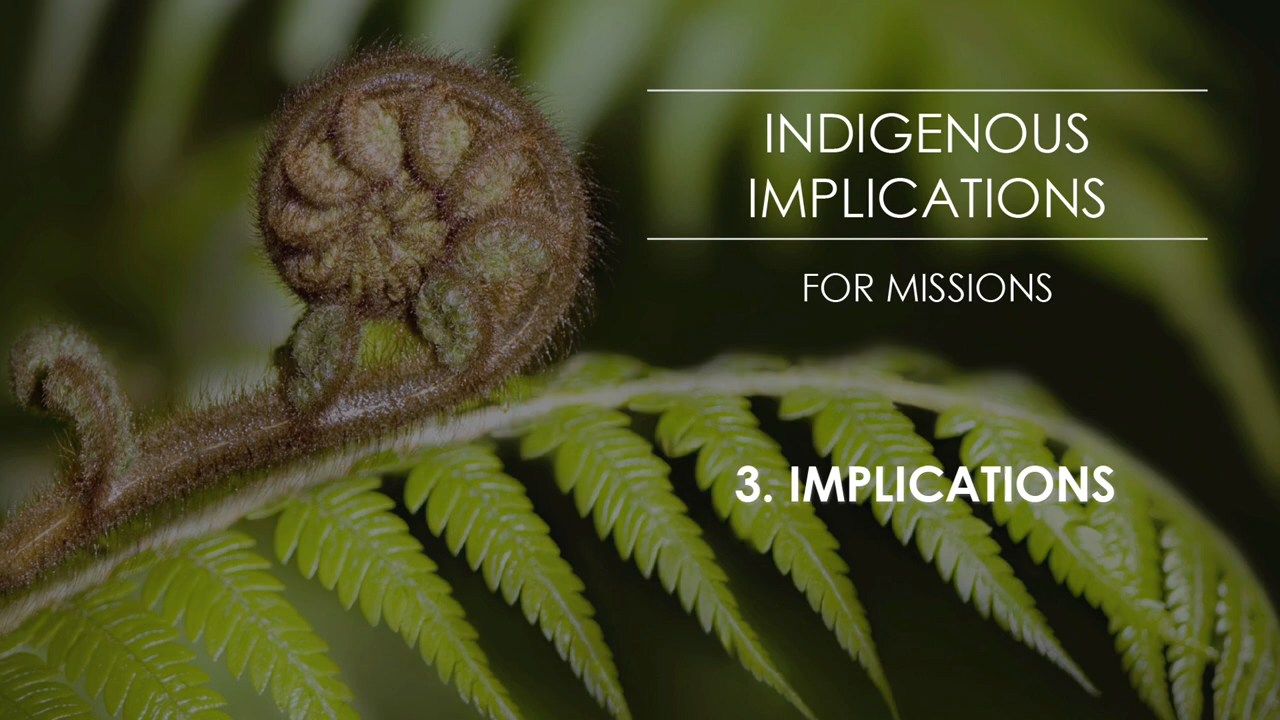 INDIGENOUS
IMPLICATIONS
FOR MISSIONS
3. IMPLICATIONS